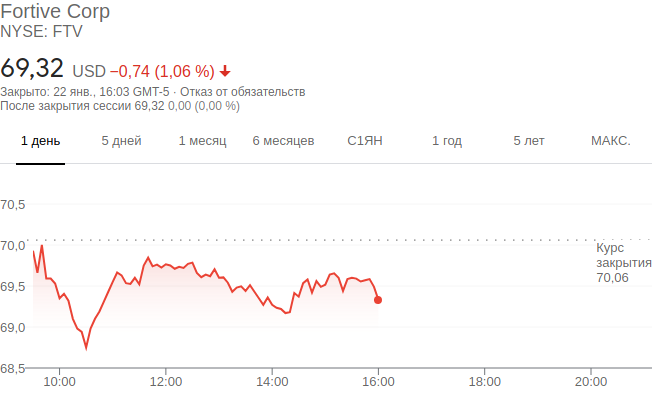 Fortive Corp
NYSE: FTV
69,32 USD −0,74 (1,06 %)
Закрыто: 22 янв., 16:03 GMT-5 · Отказ от обязательств
После закрытия сессии 69,32 0,00 (0,00 %)
1 день 5 дней 1 месяц 6 месяцев С1ЯН 1 год 5 лет МАКС.
70,5
70,0
Курс
закрытия
70,06
69,5
69,0
68,5
10:00 12:00 14:00 16:00 18:00 20:00